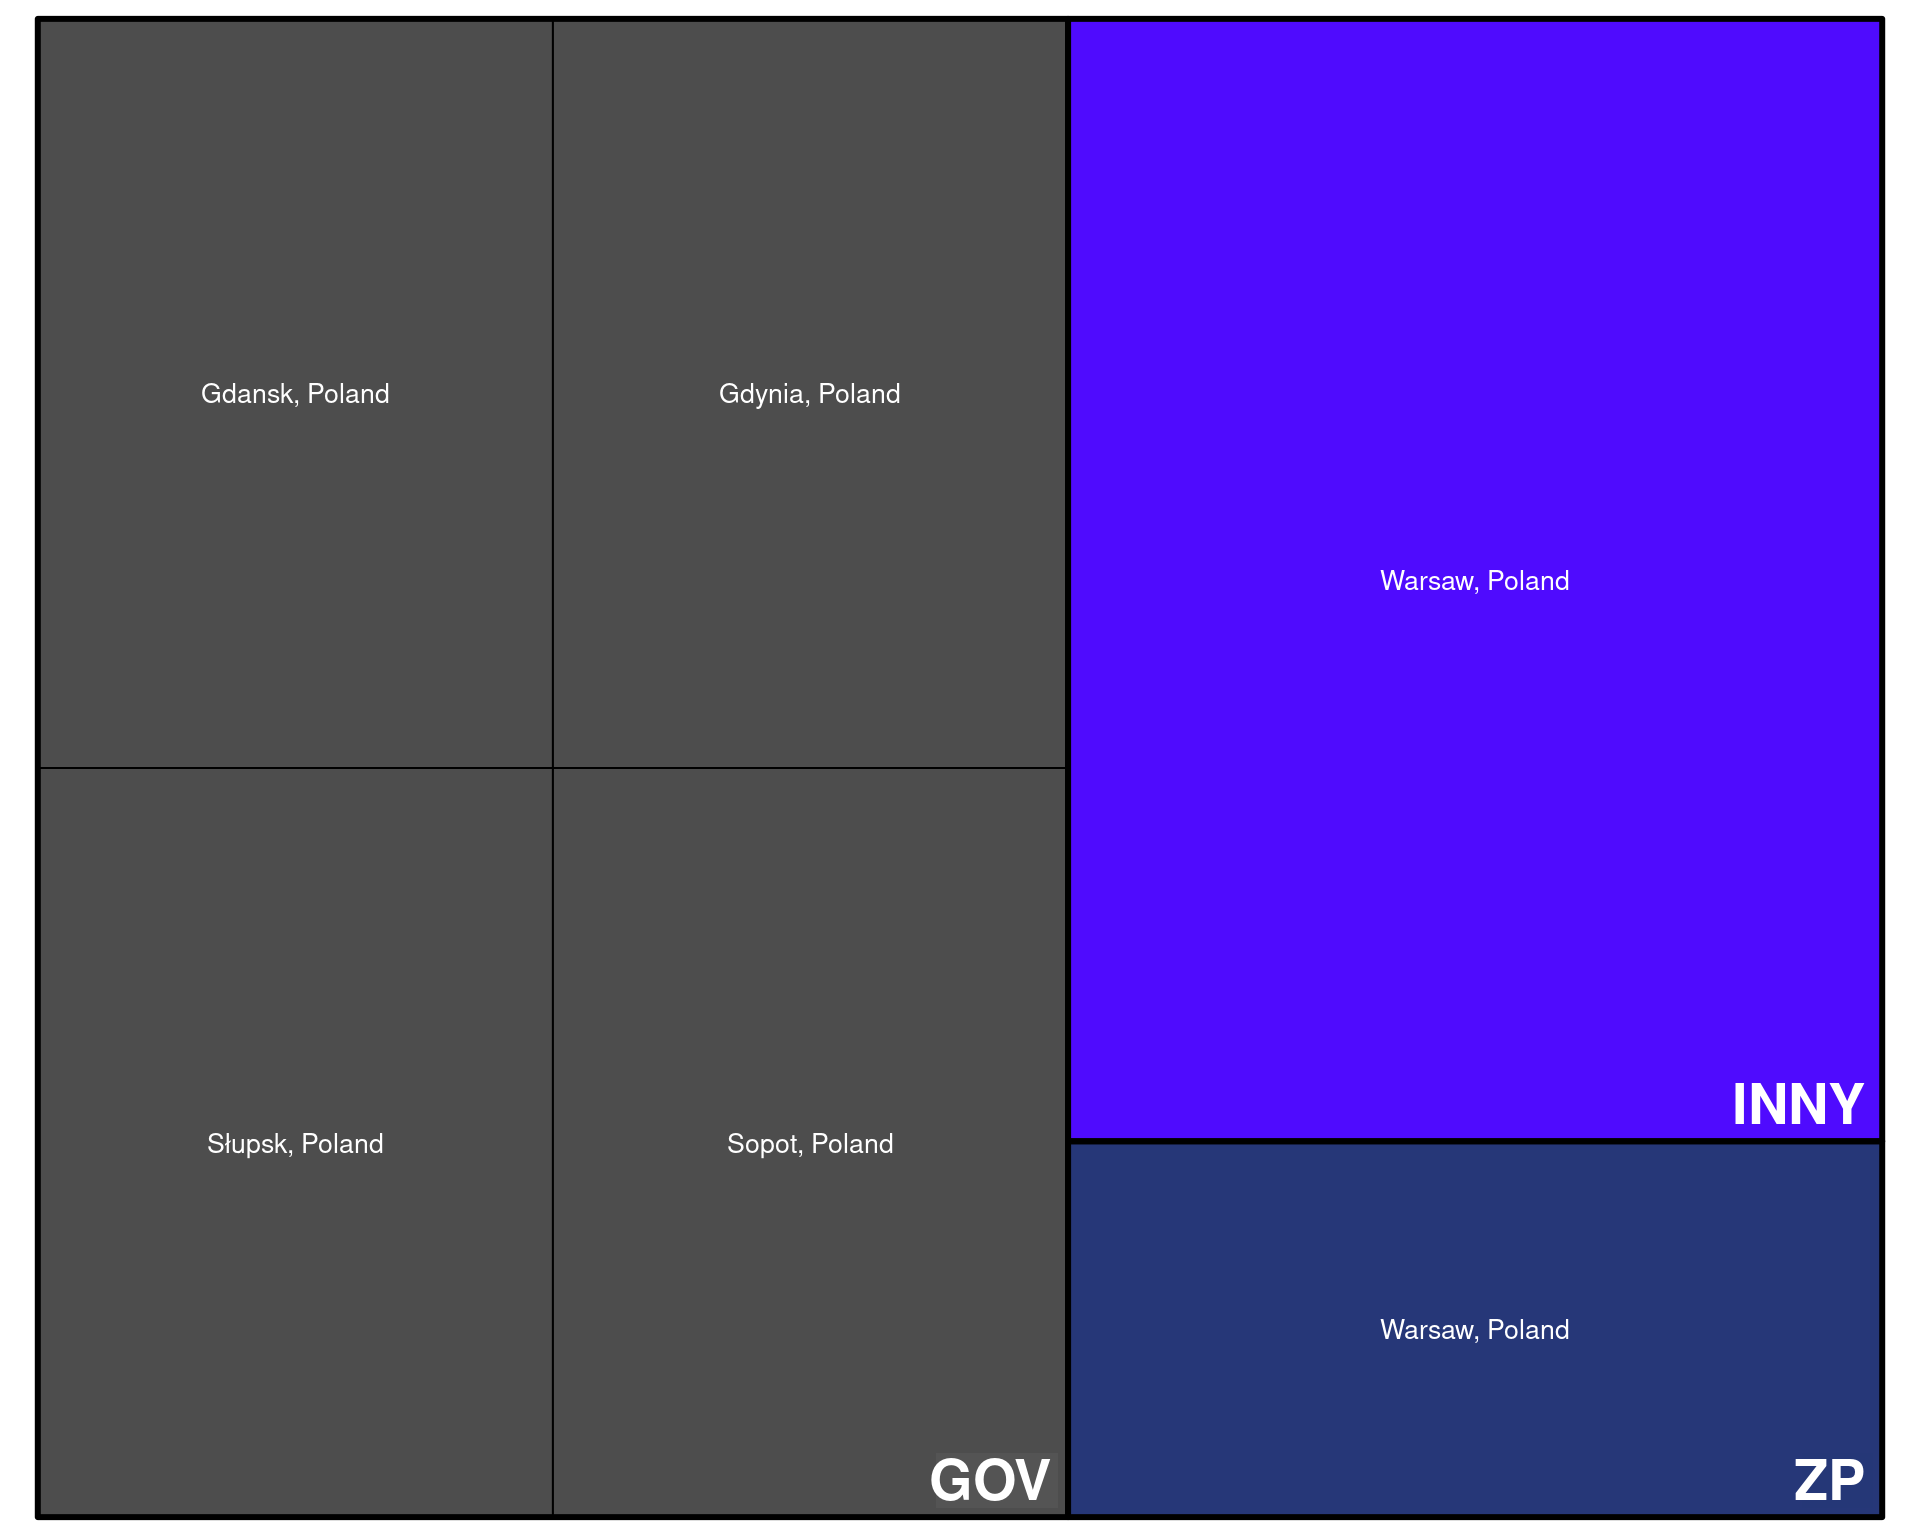 Gdansk, Poland
Gdynia, Poland
Słupsk, Poland
Sopot, Poland
GOV
Warsaw, Poland
INNY
Warsaw, Poland
ZP